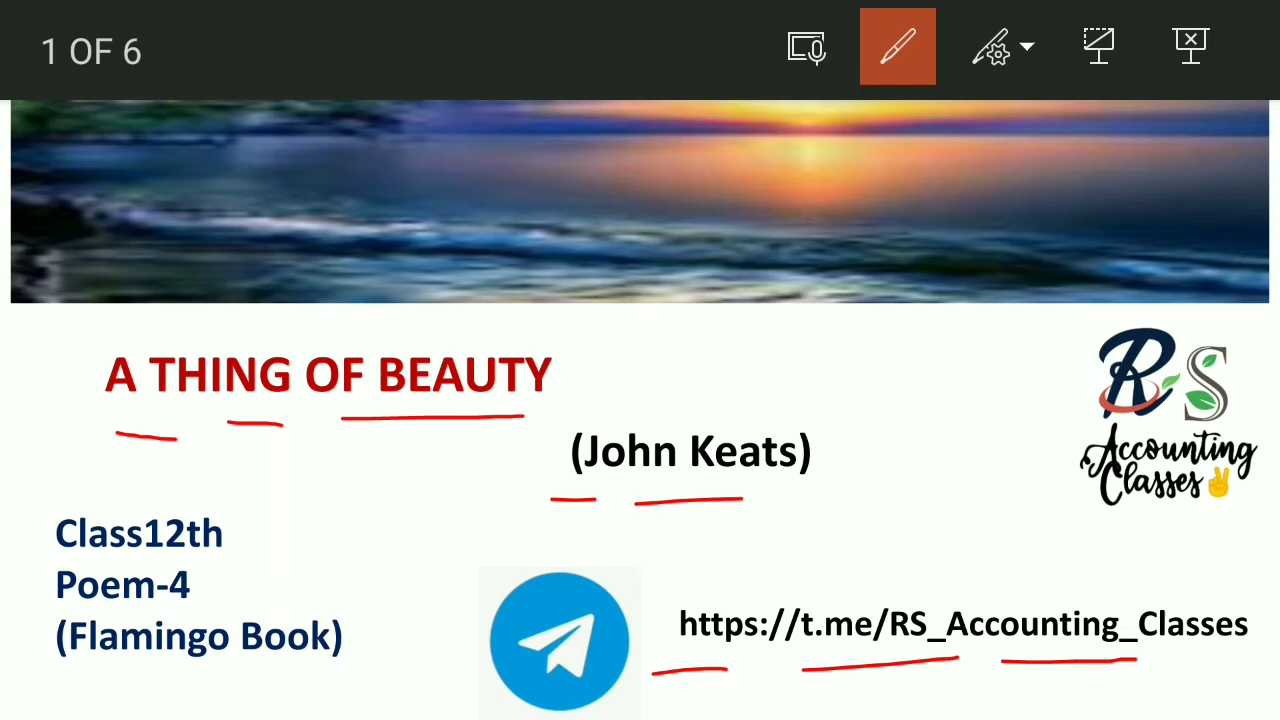 1 OF 6
A THING OF BEAUTY
(John Keats)
RS
Accounting
Classes✌
Class12th
Poem-4
(Flamingo Book)
https://t.me/RS_Accounting_Classes